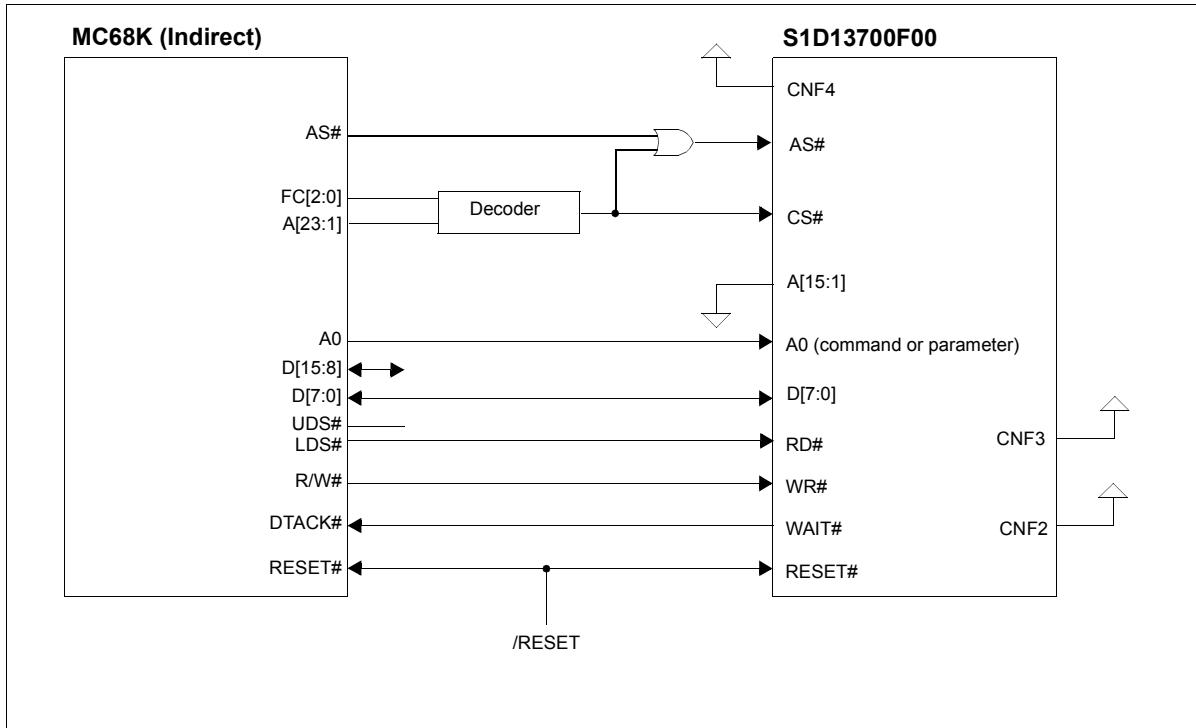 MC68K (Indirect)
S1D13700F00
CNF4
AS#
AS#
FC[2:0]
Decoder
A[23:1]
CS#
A[15:1]
A0
A0 (command or parameter)
D[15:8]
D[7:0]
D[7:0]
UDS#
LDS#
RD#
CNF3
R/W#
WR#
DTACK#
WAIT#
CNF2
RESET#
RESET#
/RESET